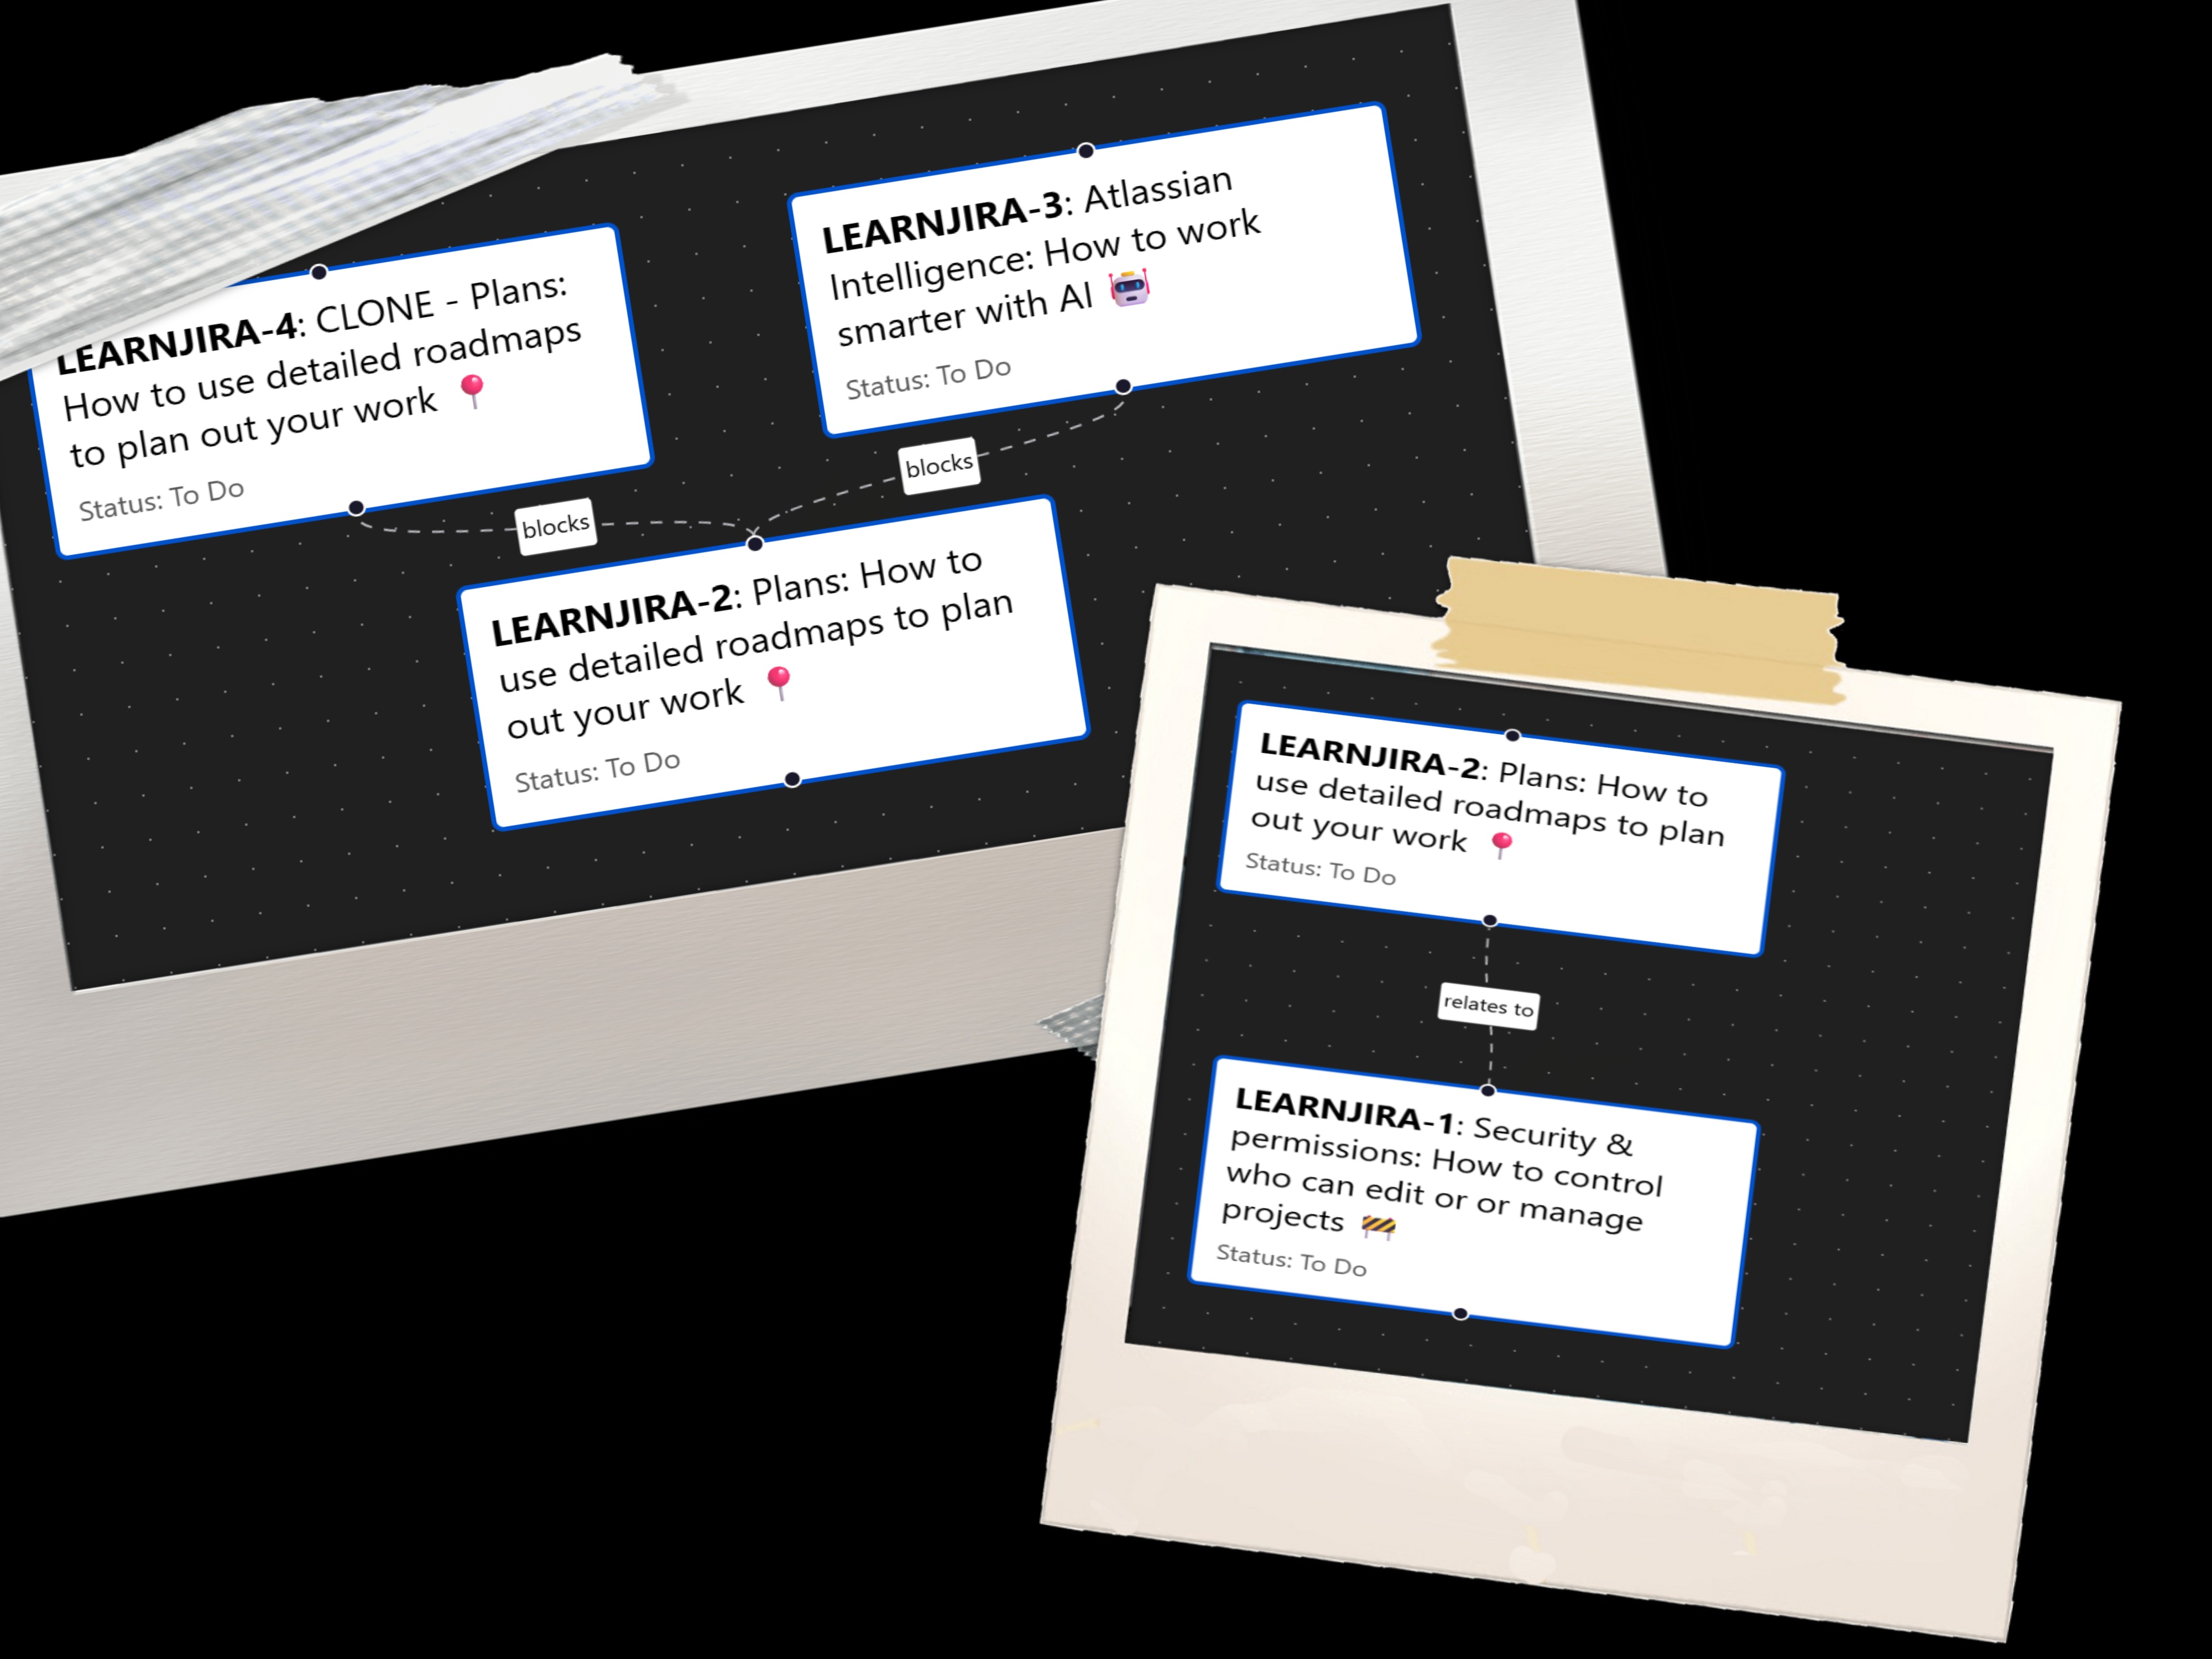 LEARNJIRA-4: CLONE - Plans:
How to use detailed roadmaps
to plan out your work 📍
Status: To Do
LEARNJIRA-3: Atlassian
Intelligence: How to work
smarter with AI 🤖
Status: To Do
blocks
blocks
LEARNJIRA-2: Plans: How to
use detailed roadmaps to plan
out your work 📍
Status: To Do
LEARNJIRA-2: Plans: How to
use detailed roadmaps to plan
out your work 📍
Status: To Do
relates to
LEARNJIRA-1: Security &
permissions: How to control
who can edit or or manage
projects 🚧
Status: To Do